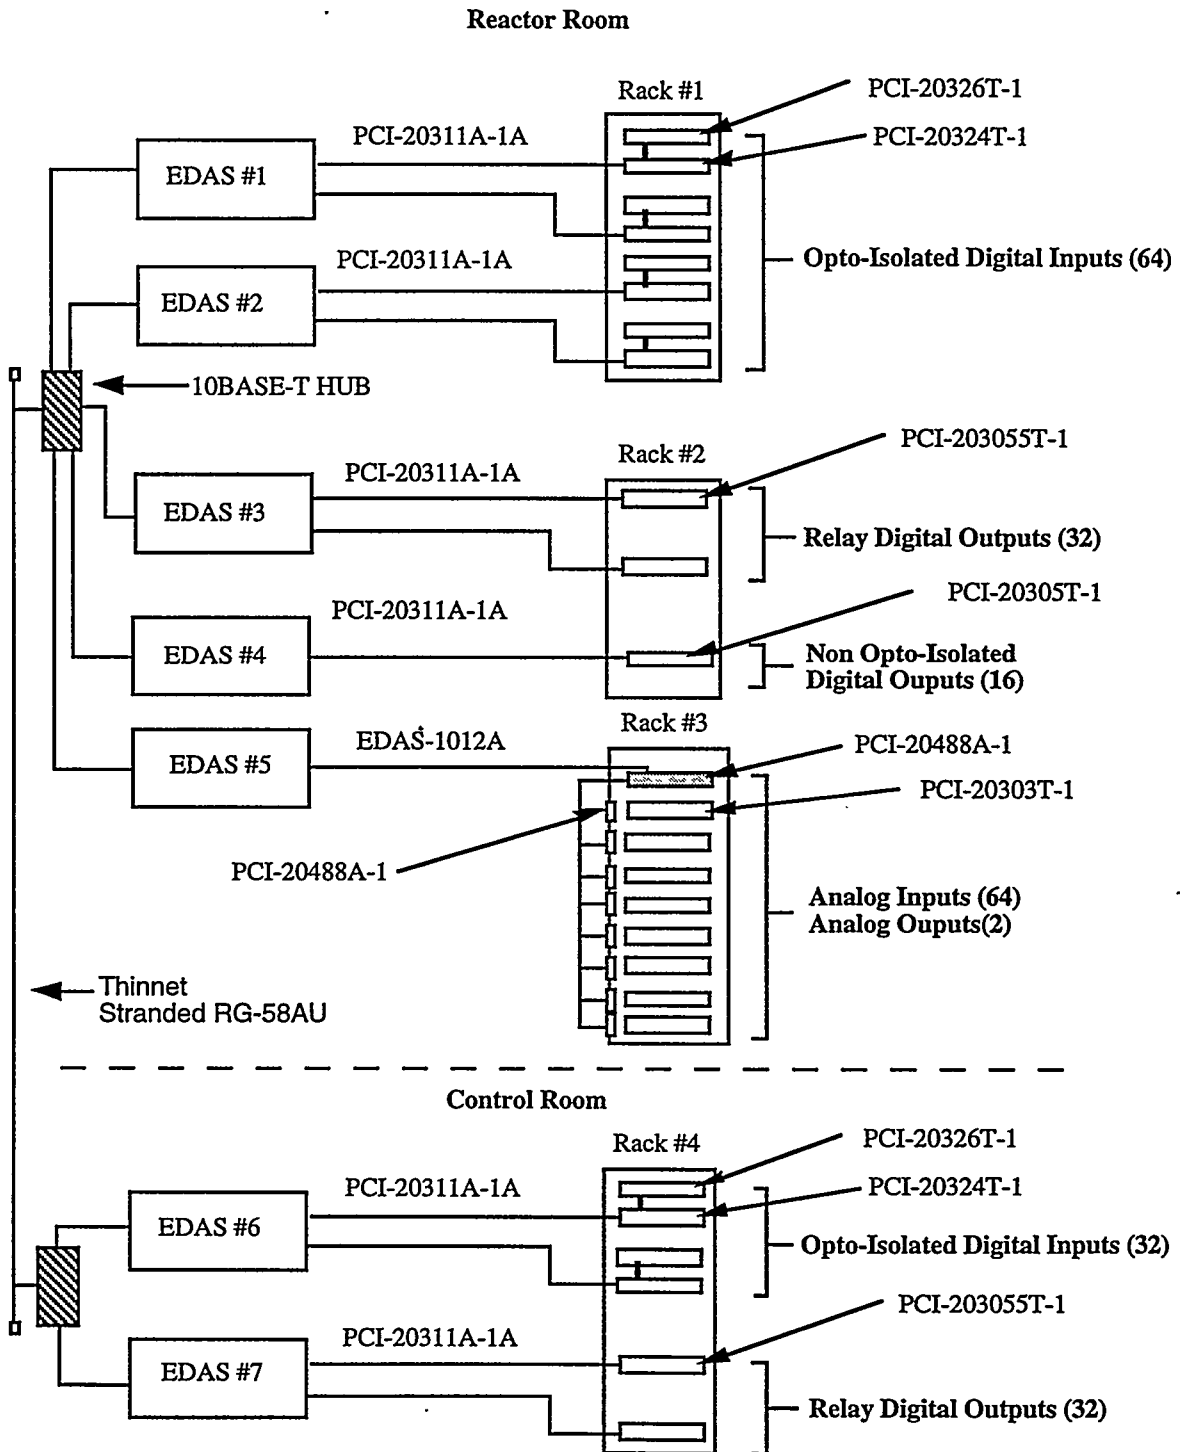 Reactor Room
Rack #1
PCI-20326T-1
PCI-20311A-1A
PCI-20324T-1
EDAS #1
PCI-20311A-1A
Opto-Isolated Digital Inputs (64)
EDAS #2
10BASE-T HUB
Rack #2
PCI-203055T-1
PCI-20311A-1A
EDAS #3
Relay Digital Outputs (32)
PCI-20311A-1A
PCI-20305T-1
EDAS #4
Non Opto-Isolated
Digital Ouputs (16)
Rack #3
EDAS-1012A
PCI-20488A-1
EDAS #5
PCI-20303T-1
PCI-20488A-1
Analog Inputs (64)
Analog Ouputs(2)
Thinnet
Stranded RG-58AU
Control Room
Rack #4
PCI-20326T-1
PCI-20311A-1A
PCI-20324T-1
EDAS #6
Opto-Isolated Digital Inputs (32)
PCI-203055T-1
PCI-20311A-1A
EDAS #7
Relay Digital Outputs (32)